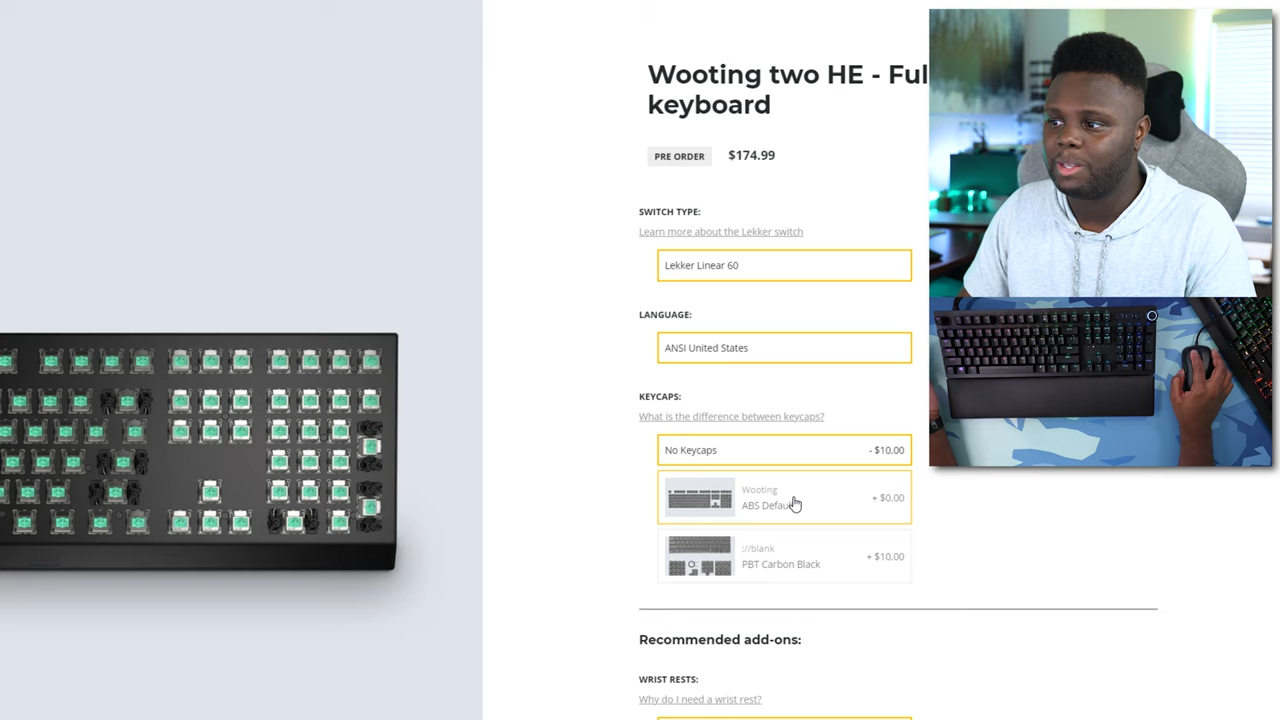 Wooting two HE - Ful
keyboard
PRE ORDER $174.99
SWITCH TYPE:
Learn more about the Lekker switch
Lekker Linear 60
LANGUAGE:
ANSI United States
KEYCAPS:
What is the difference between keycaps?
No Keycaps - $10.00
Wooting
ABS Defau + $0.00
://blank
PBT Carbon Black + $10.00
Recommended add-ons:
WRIST RESTS:
Why do I need a wrist rest?